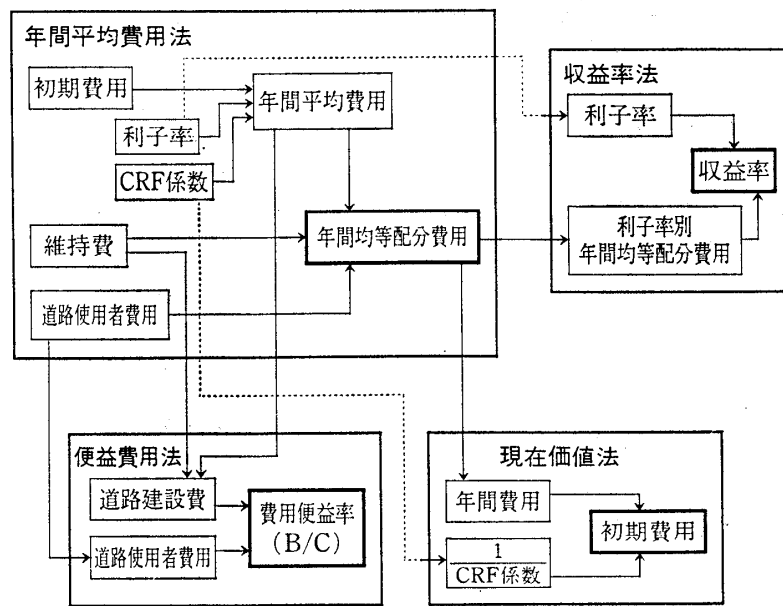 年間平均費用法
初期費用
年間平均費用
利子率
CRF係数
維持費
年間均等配分費用
道路使用者費用
収益率法
利子率
収益率
利子率別
年間均等配分費用
便益費用法
道路建設費
道路使用者費用
費用便益率
(B/C)
現在価値法
年間費用
初期費用
1
CRF係数